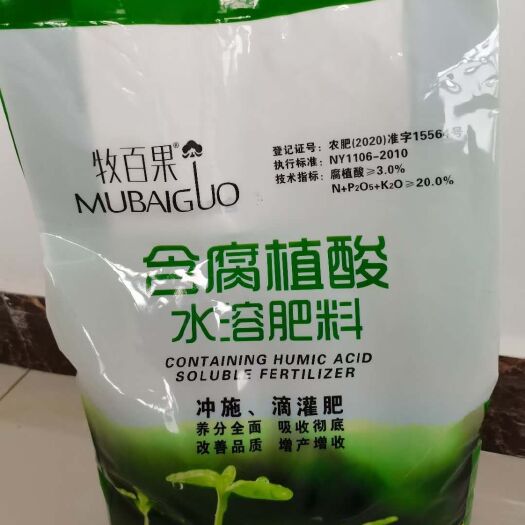 登记证号：农肥(2020)准字15564号
执行标准：NY1106-2010
技术指标：腐植酸≥3.0%
N+P₂O₅+K₂O≥20.0%
牧百果®
MUBAIGUO
含腐植酸
水溶肥料
CONTAINING HUMIC ACID
SOLUBLE FERTILIZER
冲施、滴灌肥
养分全面 吸收彻底
改善品质 增产增收